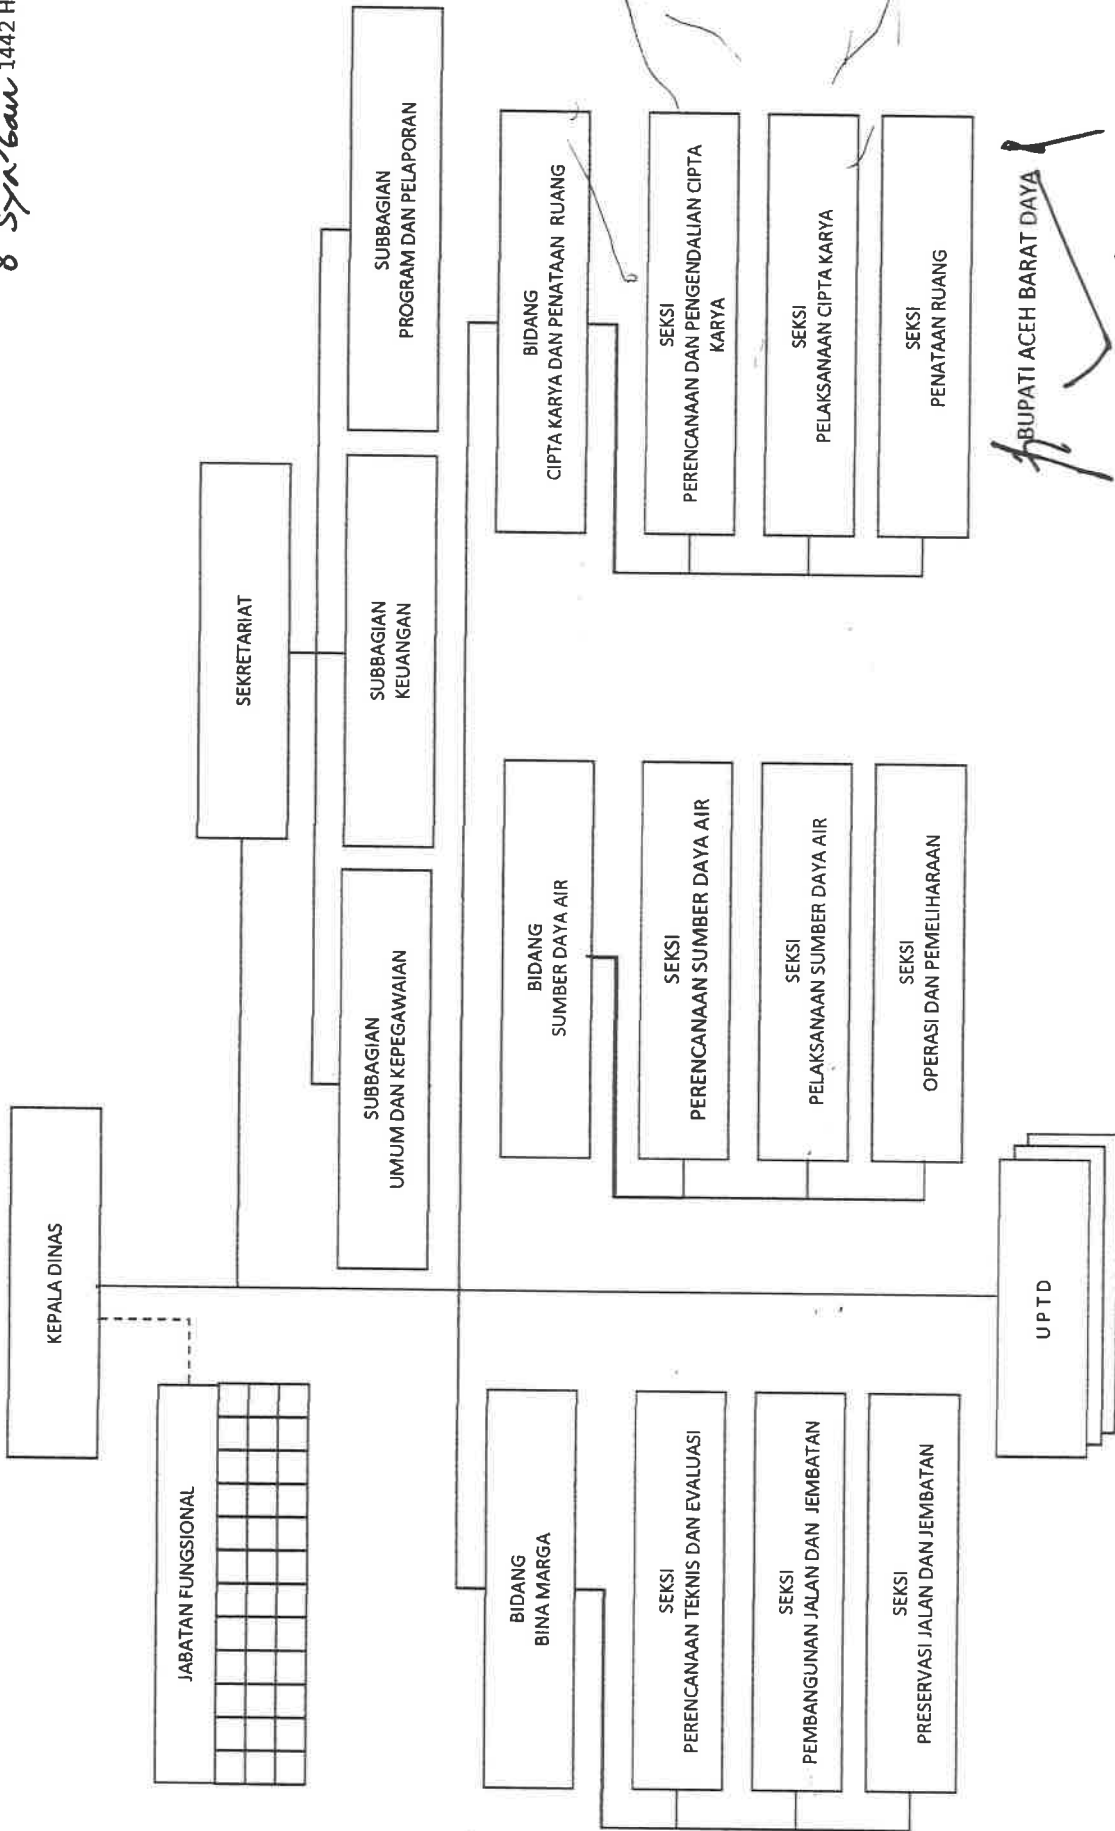 8 Sya'ban 1442 H
KEPALA DINAS
JABATAN FUNGSIONAL
SEKRETARIAT
SUBBAGIAN
UMUM DAN KEPEGAWAIAN
SUBBAGIAN
KEUANGAN
SUBBAGIAN
PROGRAM DAN PELAPORAN
BIDANG
BINA MARGA
SEKSI
PERENCANAAN TEKNIS DAN EVALUASI
SEKSI
PEMBANGUNAN JALAN DAN JEMBATAN
SEKSI
PRESERVASI JALAN DAN JEMBATAN
BIDANG
SUMBER DAYA AIR
SEKSI
PERENCANAAN SUMBER DAYA AIR
SEKSI
PELAKSANAAN SUMBER DAYA AIR
SEKSI
OPERASI DAN PEMELIHARAAN
BIDANG
CIPTA KARYA DAN PENATAAN RUANG
SEKSI
PERENCANAAN DAN PENGENDALIAN CIPTA
KARYA
SEKSI
PELAKSANAAN CIPTA KARYA
SEKSI
PENATAAN RUANG
U P T D
BUPATI ACEH BARAT DAYA